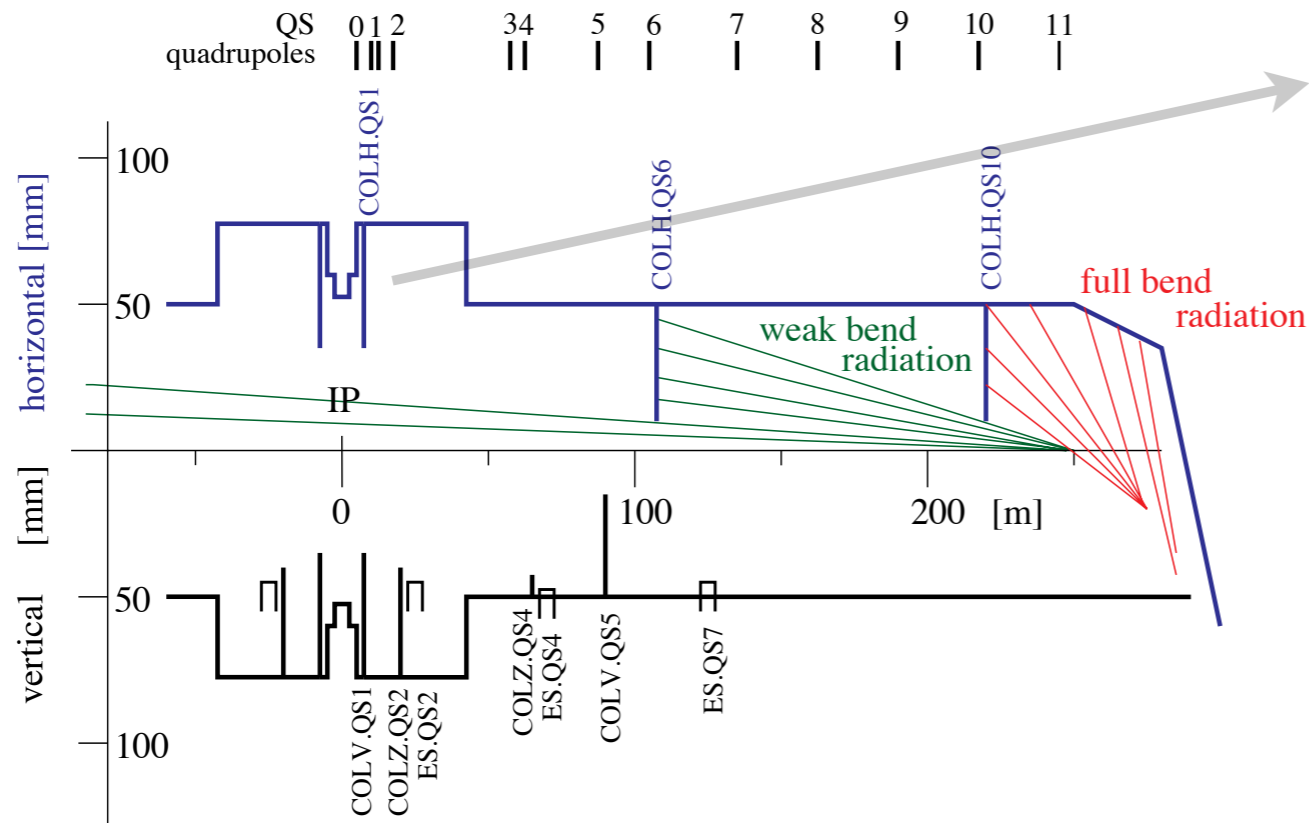 QS
quadrupoles
0 1 2 3 4 5 6 7 8 9 10 11
COLH.QS1
COLH.QS6
COLH.QS10
horizontal [mm]
100
50
full bend
radiation
weak bend
radiation
IP
0 100 200 [m]
vertical [mm]
50
100
COLV.QS1
COLZ.QS2
ES.QS2
COLZ.QS4
ES.QS4
COLV.QS5
ES.QS7